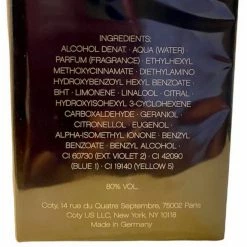 INGREDIENTS:
ALCOHOL DENAT. • AQUA (WATER)
PARFUM (FRAGRANCE) • ETHYLHEXYL
METHOXYCINNAMATE • DIETHYLAMINO
HYDROXYBENZOYL HEXYL BENZOATE •
BHT • LIMONENE • LINALOOL • CITRAL •
HYDROXYISOHEXYL 3-CYCLOHEXENE
CARBOXALDEHYDE • GERANIOL •
CITRONELLOL • EUGENOL •
ALPHA-ISOMETHYL IONONE • BENZYL
BENZOATE • BENZYL ALCOHOL •
CI 60730 (EXT. VIOLET 2) • CI 42090
(BLUE 1) • CI 19140 (YELLOW 5)
80% VOL.
Coty, 14 rue du Quatre Septembre, 75002 Paris
Coty US LLC, New York, NY 10118
Made in Germany